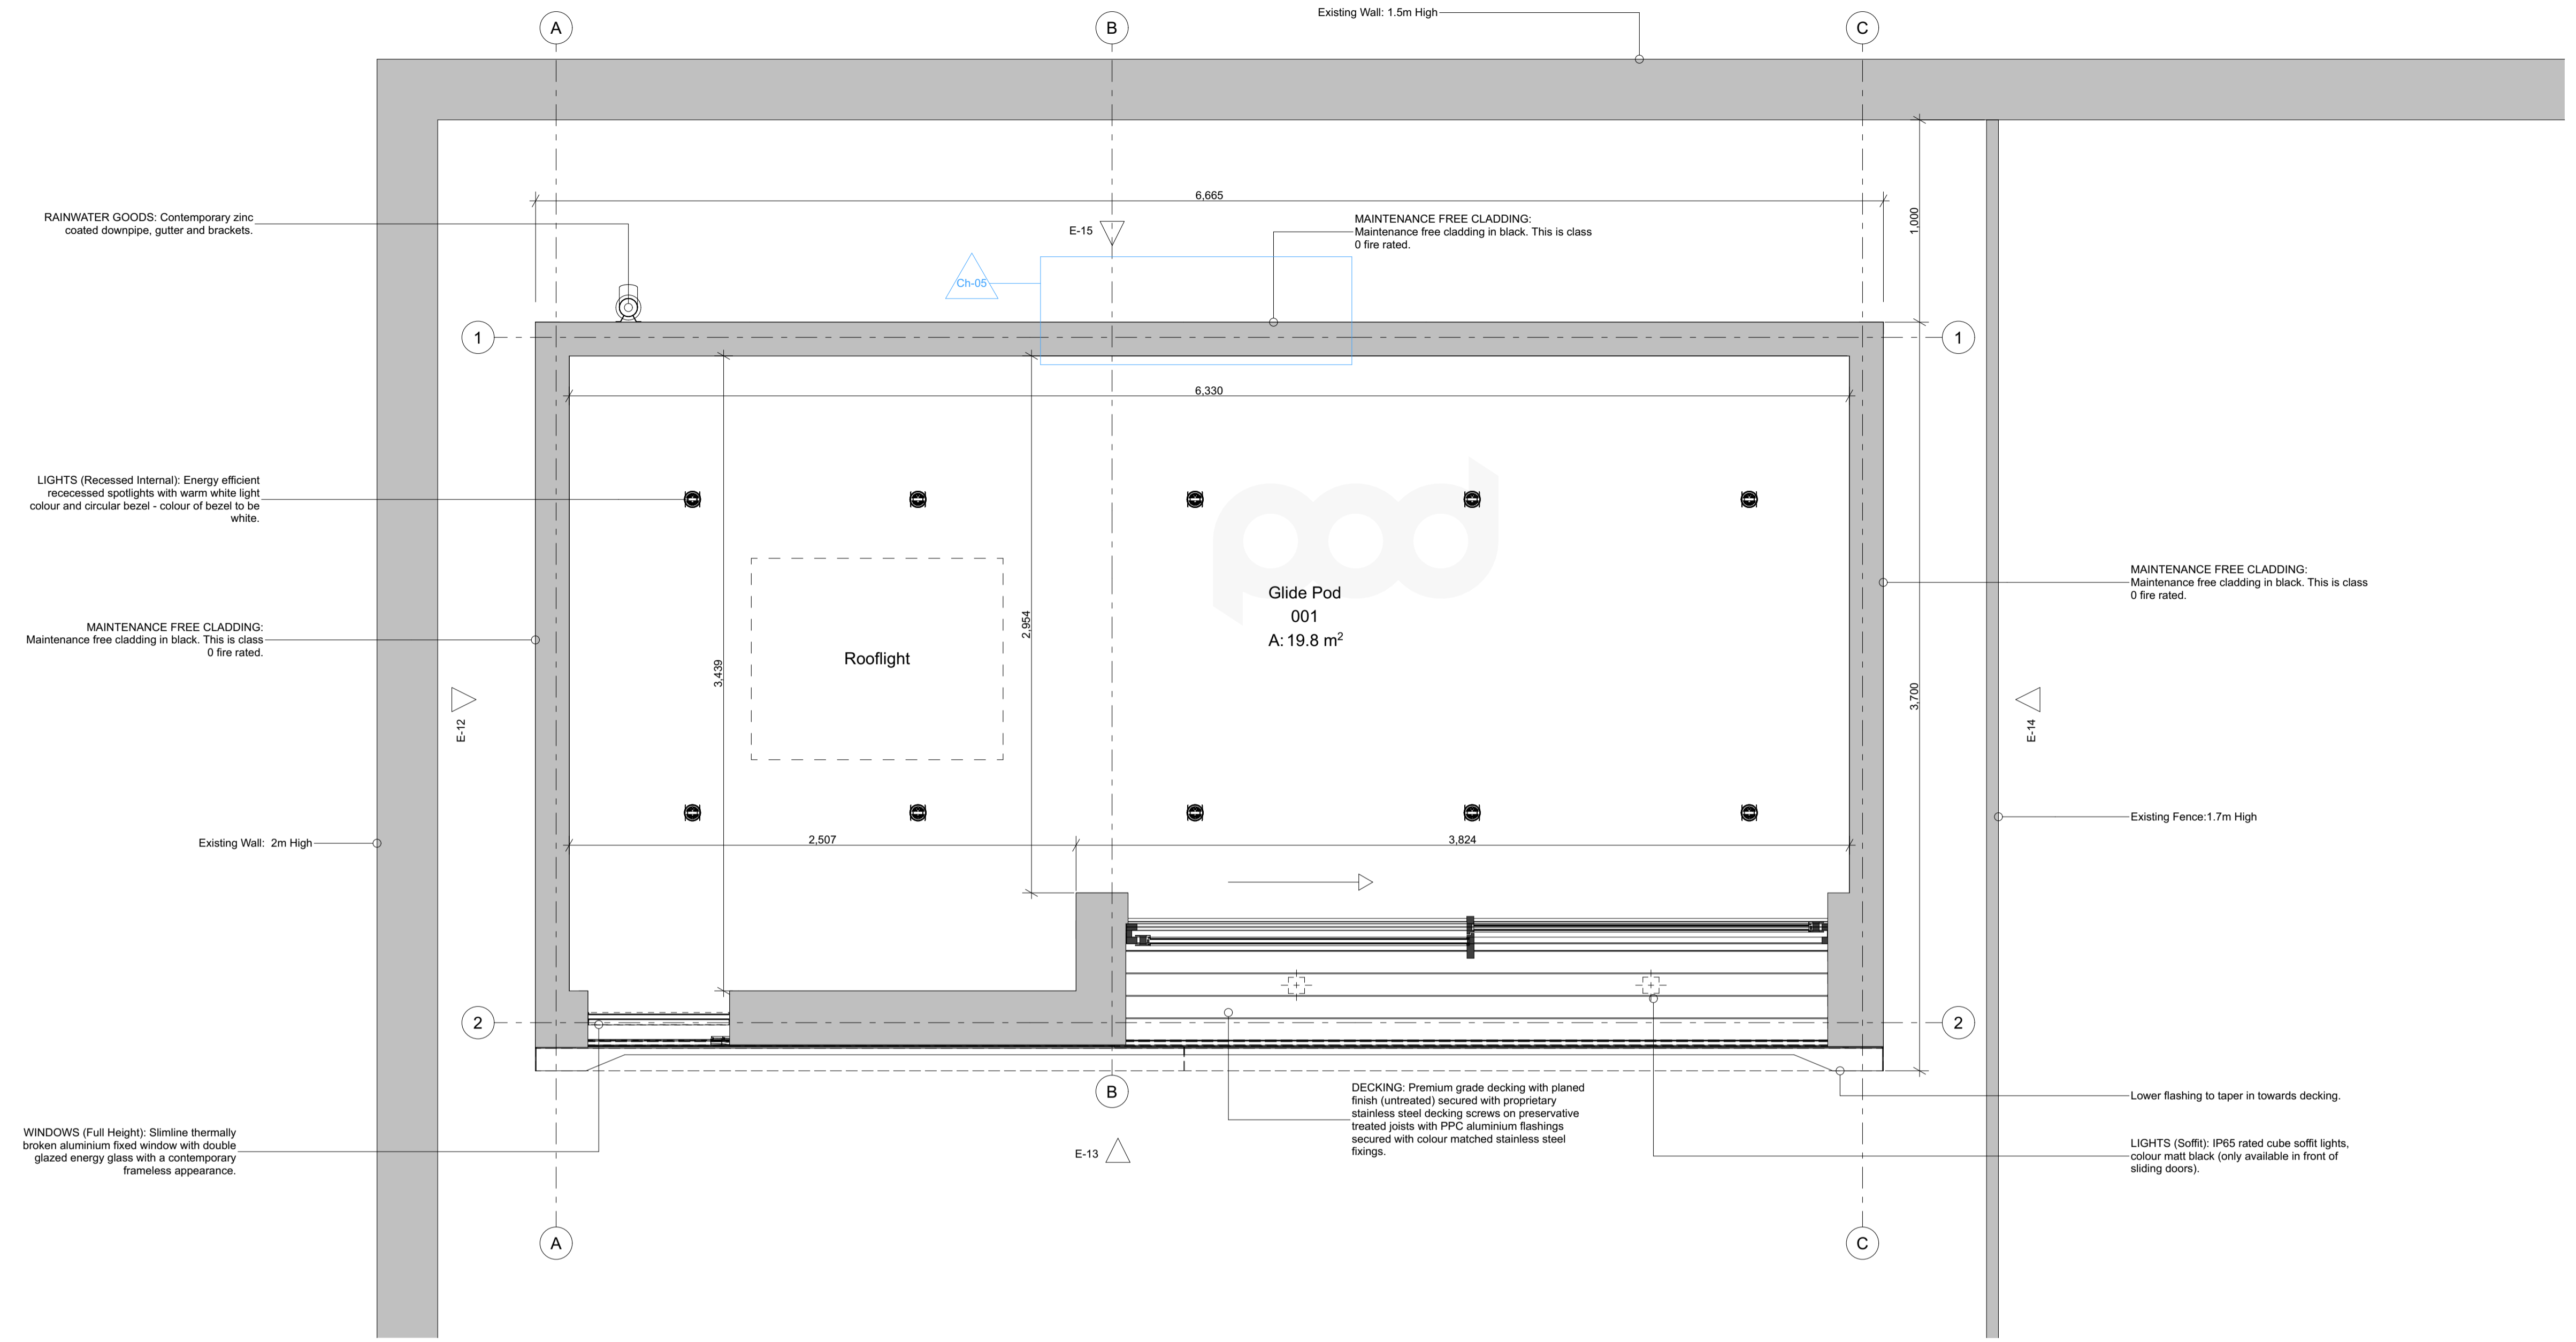 A
B
Existing Wall: 1.5m High
C
6,665
RAINWATER GOODS: Contemporary zinc
coated downpipe, gutter and brackets.
E-15
MAINTENANCE FREE CLADDING:
Maintenance free cladding in black. This is class
0 fire rated.
1,000
Ch-05
1
1
6,330
LIGHTS (Recessed Internal): Energy efficient
rececessed spotlights with warm white light
colour and circular bezel - colour of bezel to be
white.
pod
Glide Pod
001
A: 19.8 m²
MAINTENANCE FREE CLADDING:
Maintenance free cladding in black. This is class
0 fire rated.
MAINTENANCE FREE CLADDING:
Maintenance free cladding in black. This is class
0 fire rated.
2,954
Rooflight
3,439
3,700
E-12
E-14
Existing Wall:  2m High
2,507
3,824
Existing Fence:1.7m High
2
2
B
DECKING: Premium grade decking with planed
finish (untreated) secured with proprietary
stainless steel decking screws on preservative
treated joists with PPC aluminium flashings
secured with colour matched stainless steel
fixings.
Lower flashing to taper in towards decking.
WINDOWS (Full Height): Slimline thermally
broken aluminium fixed window with double
glazed energy glass with a contemporary
frameless appearance.
E-13
LIGHTS (Soffit): IP65 rated cube soffit lights,
colour matt black (only available in front of
sliding doors).
A
C